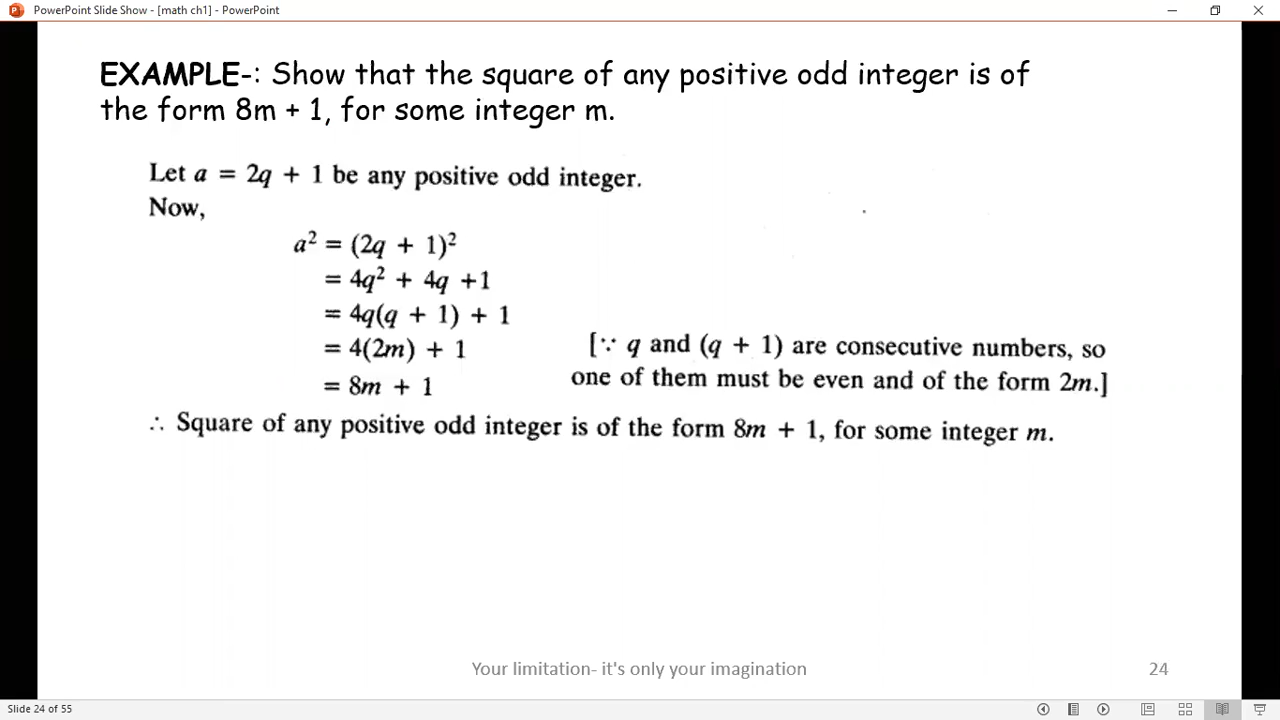 PowerPoint Slide Show - [math ch1] - PowerPoint
EXAMPLE-: Show that the square of any positive odd integer is of
the form 8m + 1, for some integer m.
Let a = 2q + 1 be any positive odd integer.
Now,
a² = (2q + 1)²
= 4q² + 4q +1
= 4q(q + 1) + 1
= 4(2m) + 1 [∵ q and (q + 1) are consecutive numbers, so
= 8m + 1 one of them must be even and of the form 2m.]
∴ Square of any positive odd integer is of the form 8m + 1, for some integer m.
Your limitation- it's only your imagination 24
Slide 24 of 55